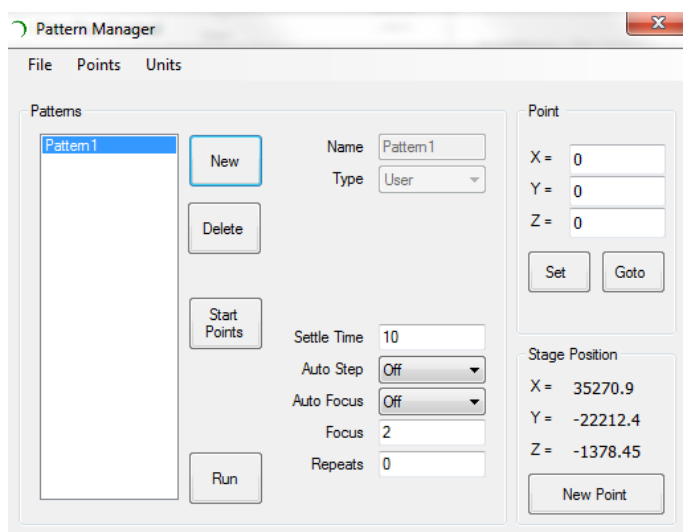 Pattern Manager
File Points Units
Patterns
Pattern1
New
Delete
Start
Points
Run
Name Pattern1
Type User
Settle Time 10
Auto Step Off
Auto Focus Off
Focus 2
Repeats 0
Point
X = 0
Y = 0
Z = 0
Set Goto
Stage Position
X = 35270.9
Y = -22212.4
Z = -1378.45
New Point